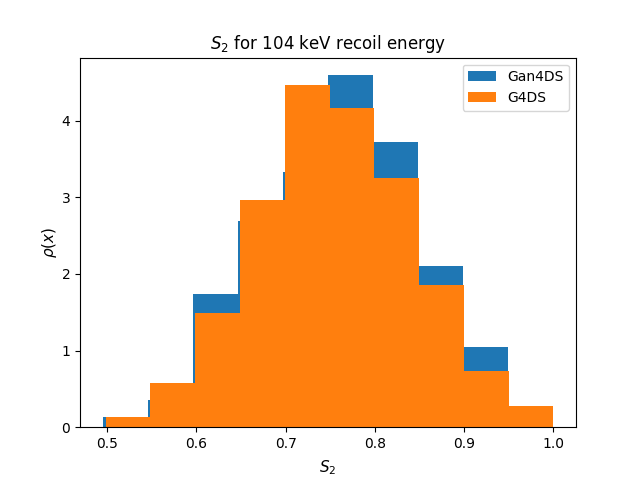 S₂ for 104 keV recoil energy
Gan4DS
G4DS
ρ(x)
4
3
2
1
0
0.5 0.6 0.7 0.8 0.9 1.0
S₂